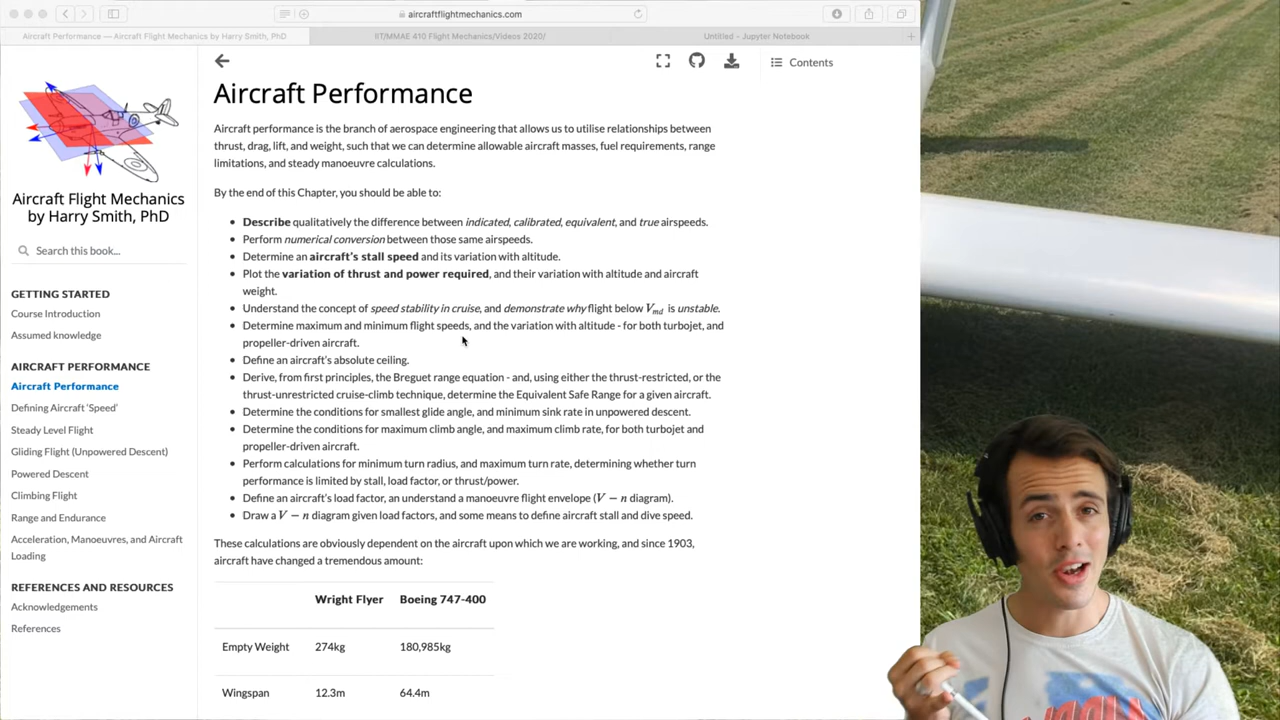 aircraftflightmechanics.com
Aircraft Performance — Aircraft Flight Mechanics by Harry Smith, PhD
IIT/MMAE 410 Flight Mechanics/Videos 2020/
Untitled - Jupyter Notebook
Contents
Aircraft Flight Mechanics
by Harry Smith, PhD
Search this book...
GETTING STARTED
Course Introduction
Assumed knowledge
AIRCRAFT PERFORMANCE
Aircraft Performance
Defining Aircraft ‘Speed’
Steady Level Flight
Gliding Flight (Unpowered Descent)
Powered Descent
Climbing Flight
Range and Endurance
Acceleration, Manoeuvres, and Aircraft
Loading
REFERENCES AND RESOURCES
Acknowledgements
References
Aircraft Performance
Aircraft performance is the branch of aerospace engineering that allows us to utilise relationships between
thrust, drag, lift, and weight, such that we can determine allowable aircraft masses, fuel requirements, range
limitations, and steady manoeuvre calculations.
By the end of this Chapter, you should be able to:
• Describe qualitatively the difference between indicated, calibrated, equivalent, and true airspeeds.
• Perform numerical conversion between those same airspeeds.
• Determine an aircraft’s stall speed and its variation with altitude.
• Plot the variation of thrust and power required, and their variation with altitude and aircraft
weight.
• Understand the concept of speed stability in cruise, and demonstrate why flight below V_md is unstable.
• Determine maximum and minimum flight speeds, and the variation with altitude - for both turbojet, and
propeller-driven aircraft.
• Define an aircraft’s absolute ceiling.
• Derive, from first principles, the Breguet range equation - and, using either the thrust-restricted, or the
thrust-unrestricted cruise-climb technique, determine the Equivalent Safe Range for a given aircraft.
• Determine the conditions for smallest glide angle, and minimum sink rate in unpowered descent.
• Determine the conditions for maximum climb angle, and maximum climb rate, for both turbojet and
propeller-driven aircraft.
• Perform calculations for minimum turn radius, and maximum turn rate, determining whether turn
performance is limited by stall, load factor, or thrust/power.
• Define an aircraft’s load factor, an understand a manoeuvre flight envelope (V − n diagram).
• Draw a V − n diagram given load factors, and some means to define aircraft stall and dive speed.
These calculations are obviously dependent on the aircraft upon which we are working, and since 1903,
aircraft have changed a tremendous amount:
Wright Flyer Boeing 747-400
Empty Weight 274kg 180,985kg
Wingspan 12.3m 64.4m